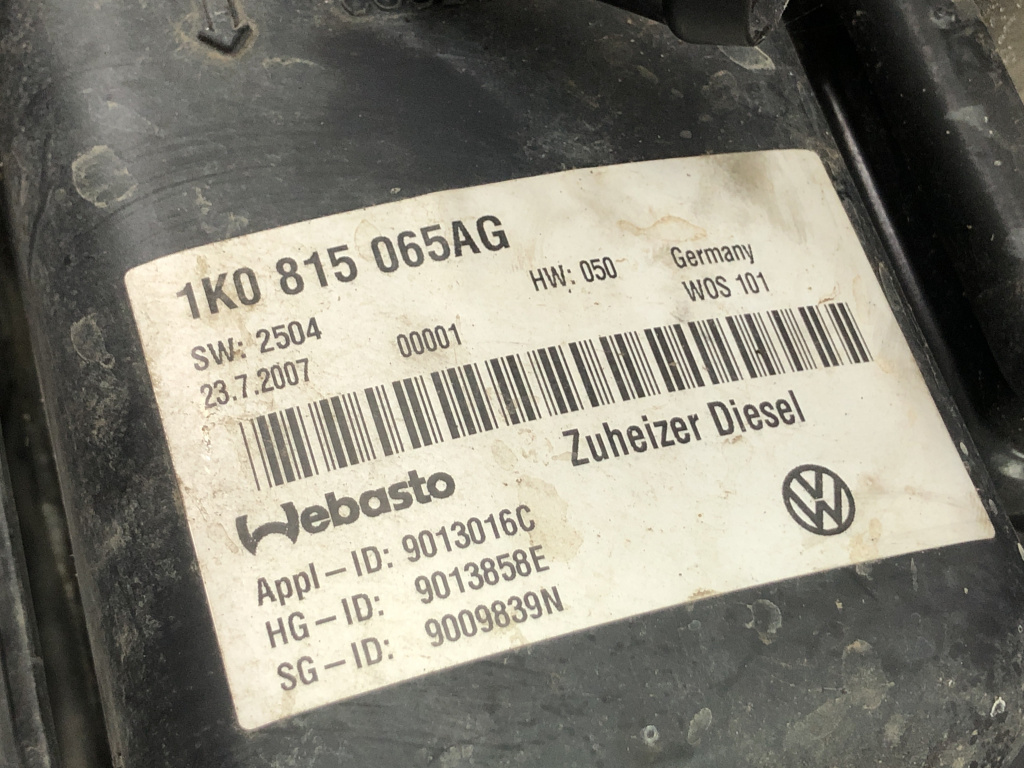 1K0 815 065AG
HW: 050
Germany
WOS 101
SW: 2504
23.7.2007
00001
Zuheizer Diesel
Webasto
Appl-ID: 9013016C
HG-ID: 9013858E
SG-ID: 9009839N